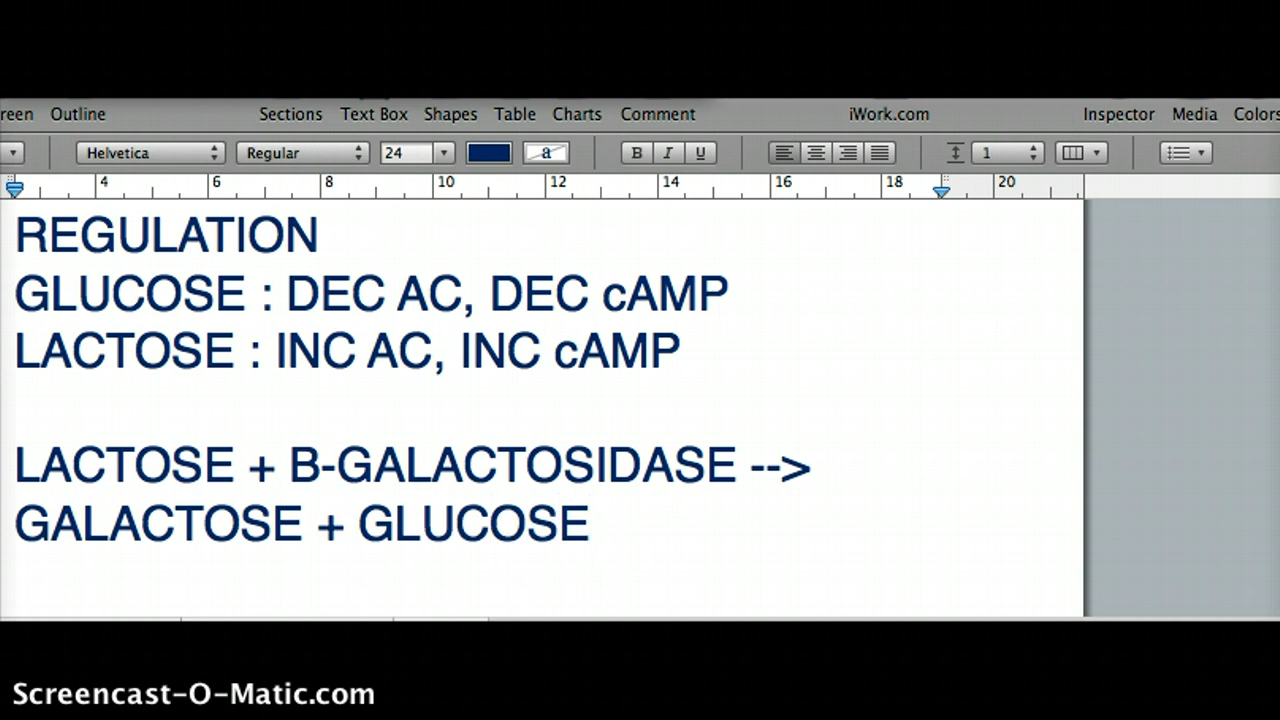 reen Outline Sections Text Box Shapes Table Charts Comment iWork.com Inspector Media Colors
Helvetica Regular 24 a B I U 1
4 6 8 10 12 14 16 18 20
REGULATION
GLUCOSE : DEC AC, DEC cAMP
LACTOSE : INC AC, INC cAMP
LACTOSE + B-GALACTOSIDASE -->
GALACTOSE + GLUCOSE
Screencast-O-Matic.com